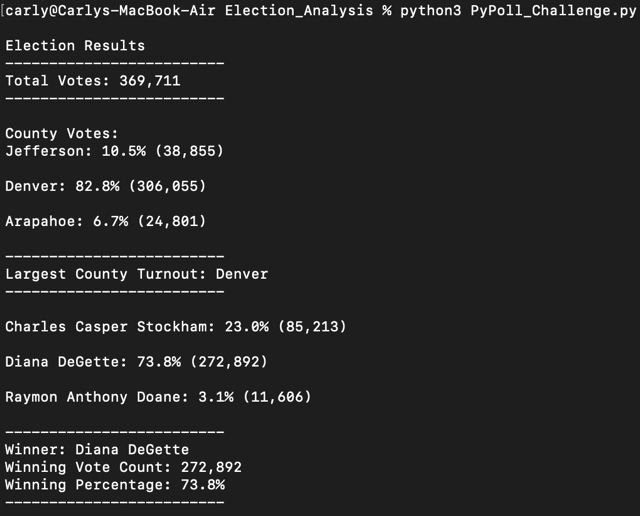 [carly@Carlys-MacBook-Air Election_Analysis % python3 PyPoll_Challenge.py
Election Results
-------------------------
Total Votes: 369,711
-------------------------
County Votes:
Jefferson: 10.5% (38,855)
Denver: 82.8% (306,055)
Arapahoe: 6.7% (24,801)
-------------------------
Largest County Turnout: Denver
-------------------------
Charles Casper Stockham: 23.0% (85,213)
Diana DeGette: 73.8% (272,892)
Raymon Anthony Doane: 3.1% (11,606)
-------------------------
Winner: Diana DeGette
Winning Vote Count: 272,892
Winning Percentage: 73.8%
-------------------------